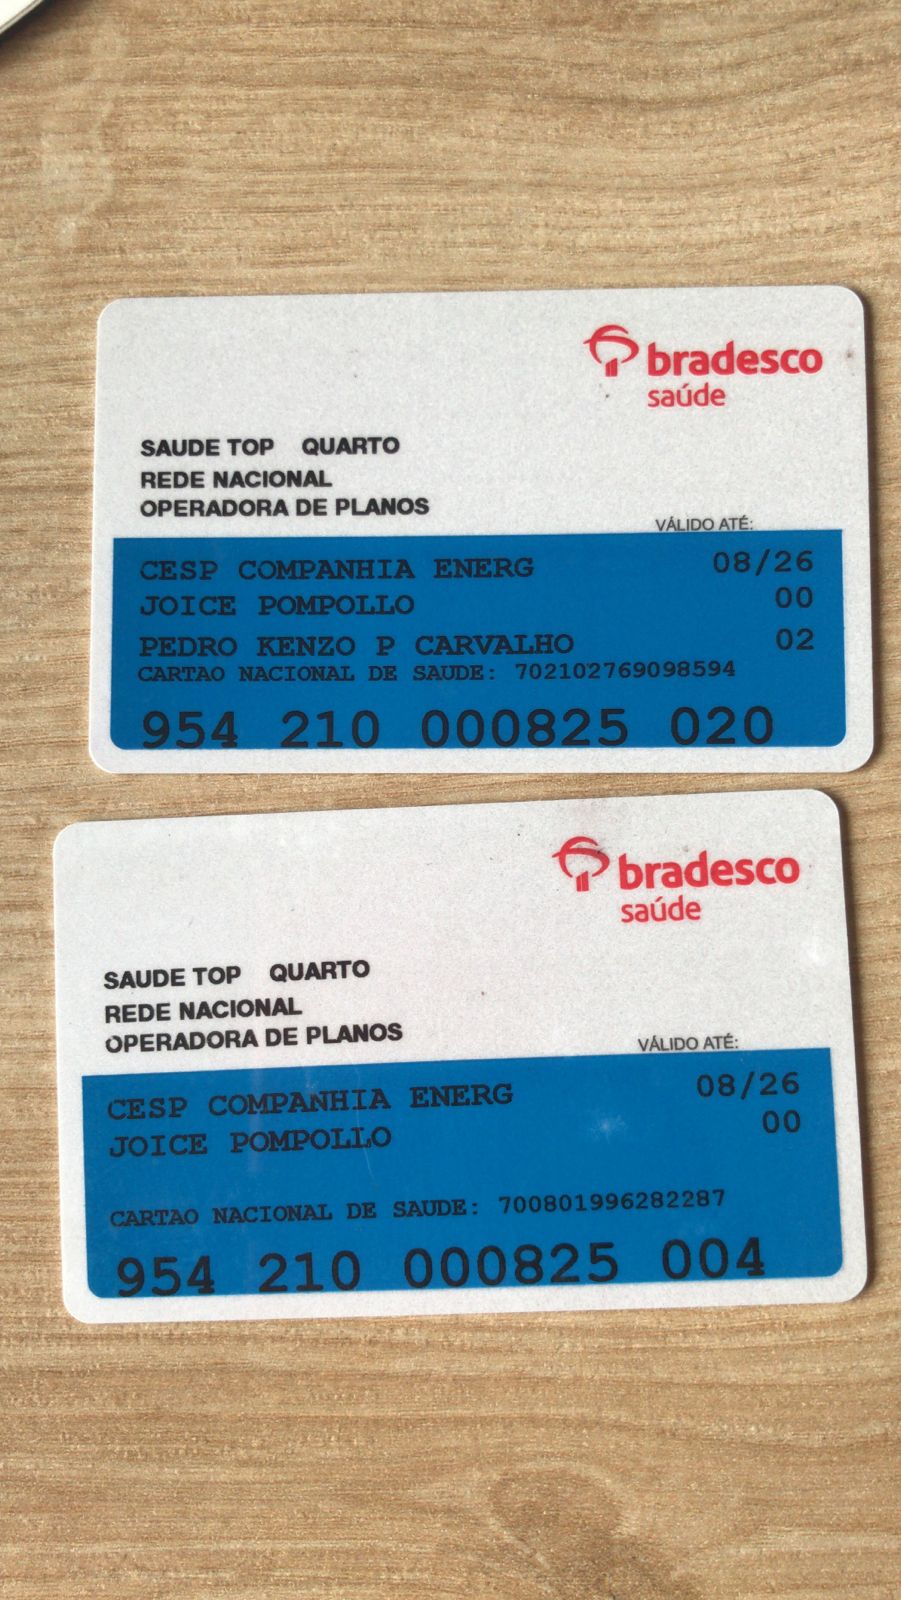 bradesco
saúde
SAUDE TOP QUARTO
REDE NACIONAL
OPERADORA DE PLANOS
VÁLIDO ATÉ:
CESP COMPANHIA ENERG 08/26
JOICE POMPOLLO 00
PEDRO KENZO P CARVALHO 02
CARTAO NACIONAL DE SAUDE: 702102769098594
954 210 000825 020
bradesco
saúde
SAUDE TOP QUARTO
REDE NACIONAL
OPERADORA DE PLANOS
VÁLIDO ATÉ:
CESP COMPANHIA ENERG 08/26
JOICE POMPOLLO 00
CARTAO NACIONAL DE SAUDE: 700801996282287
954 210 000825 004